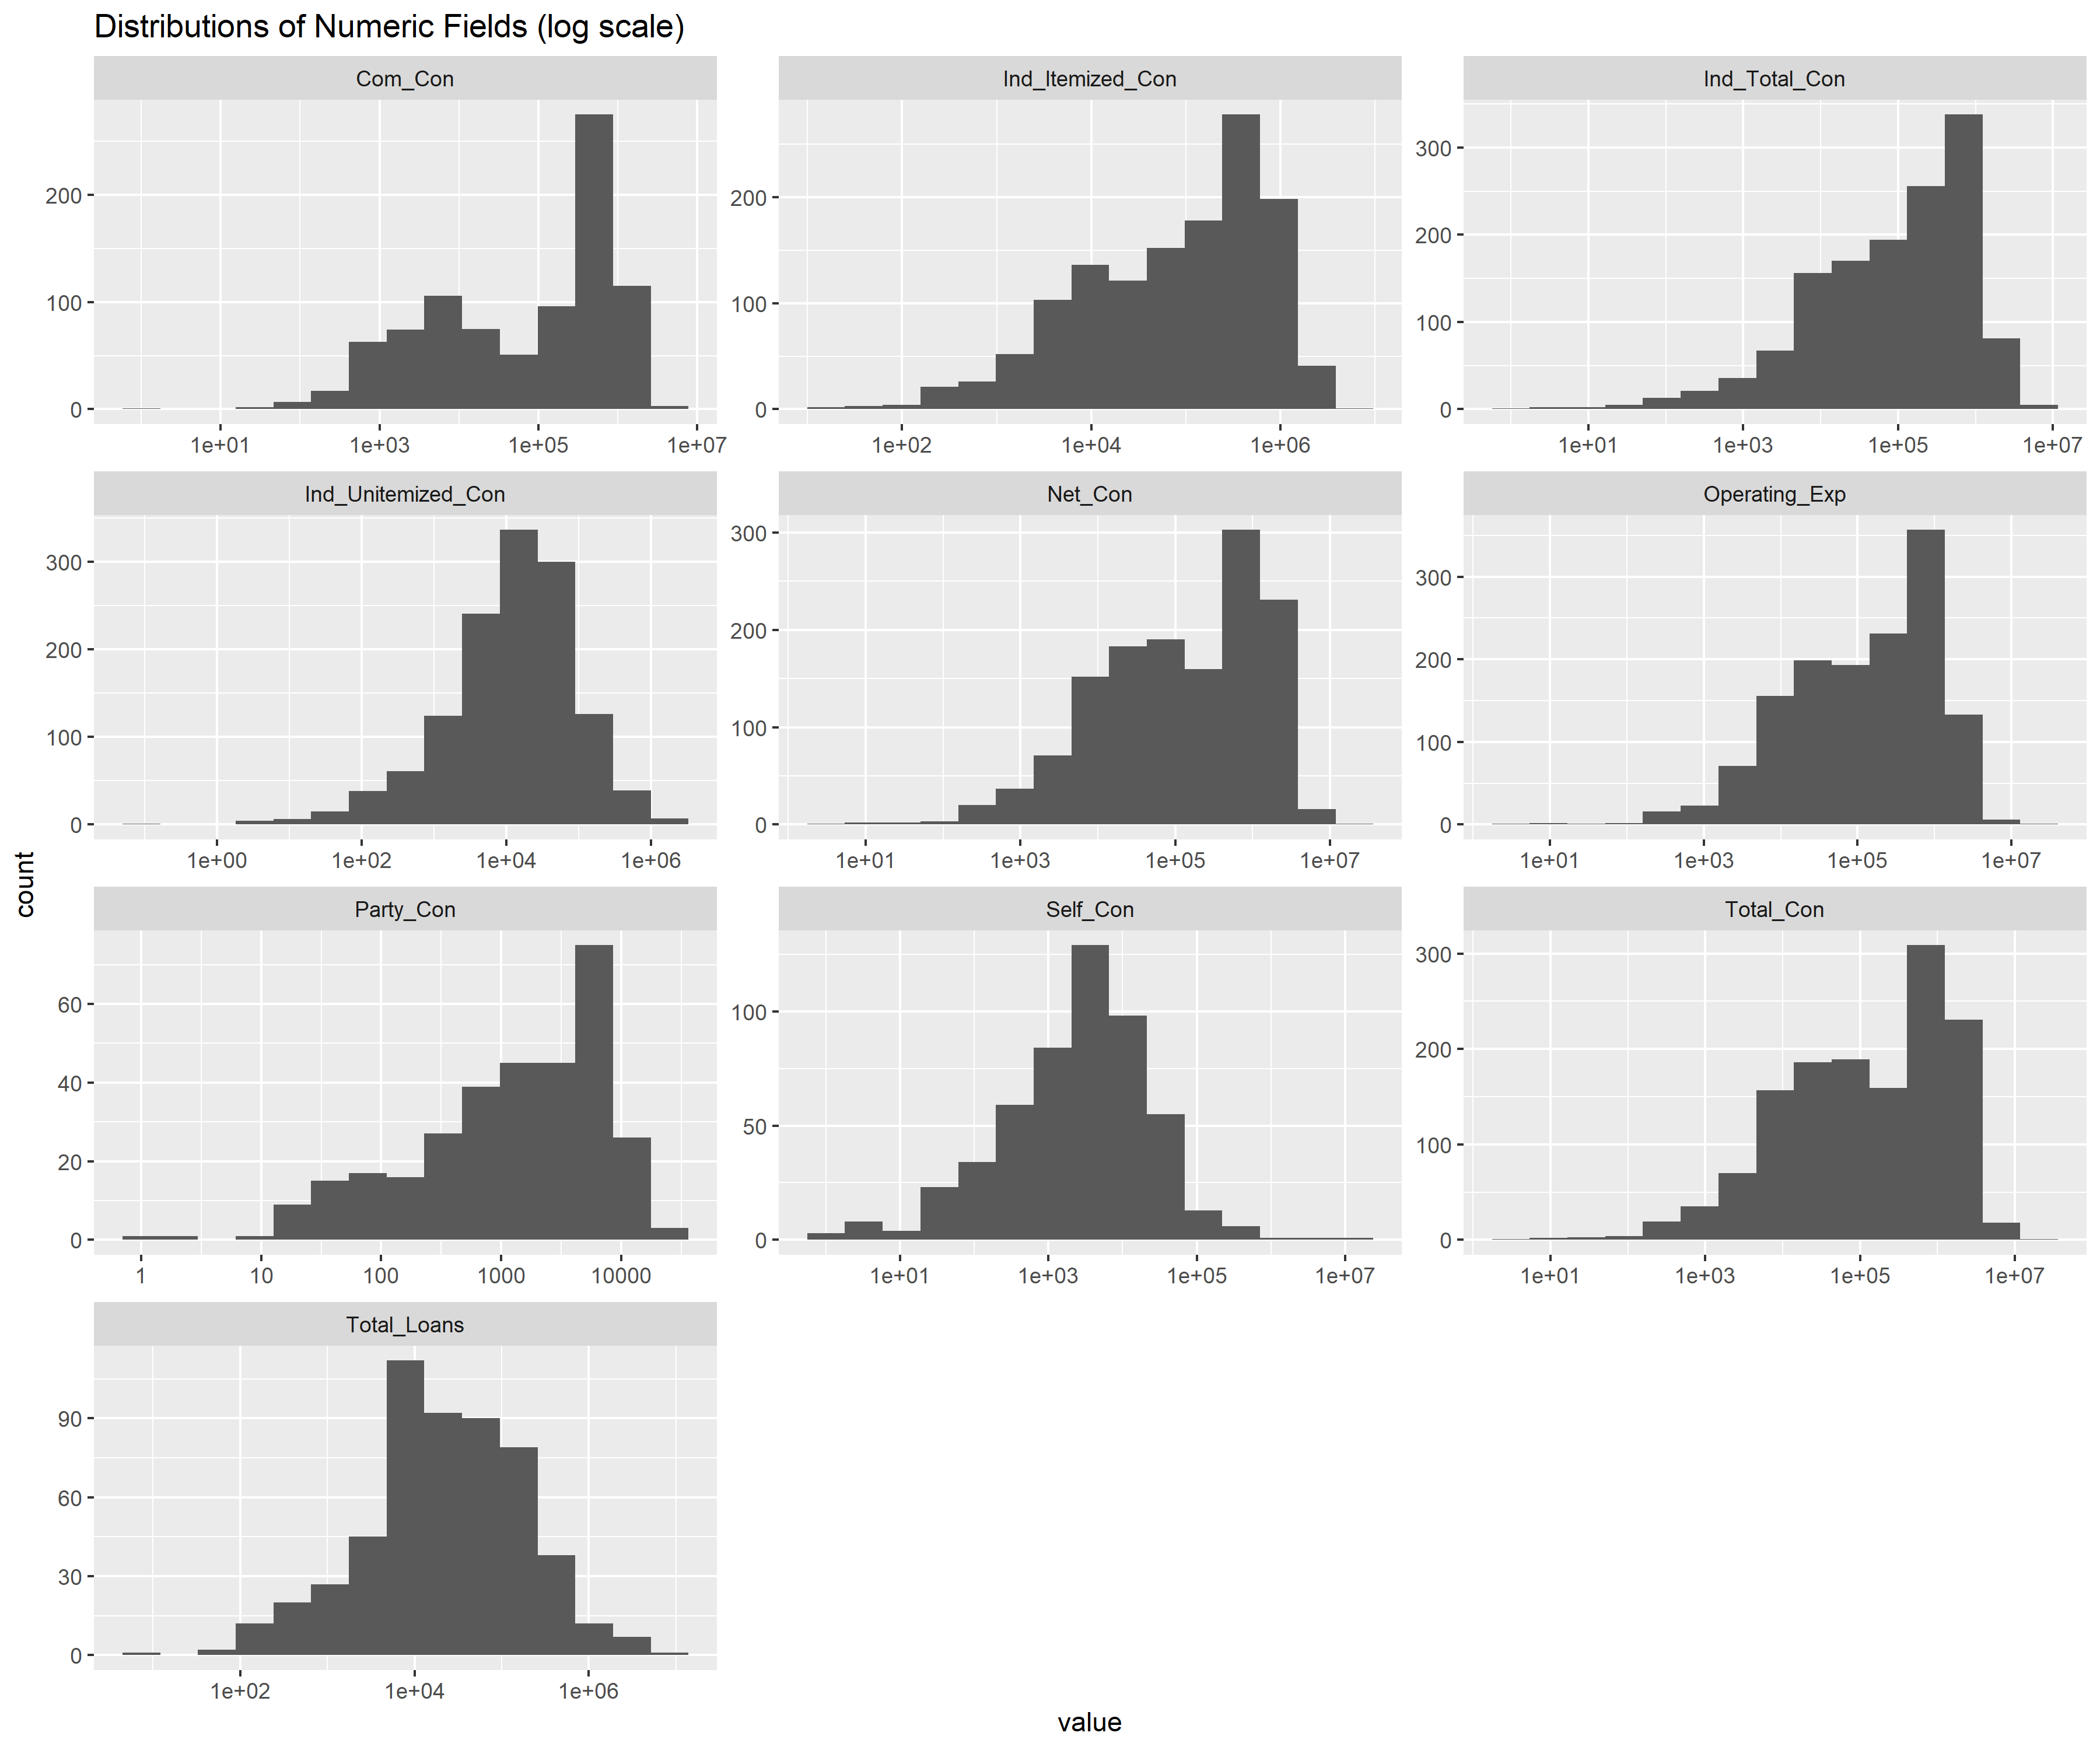 Distributions of Numeric Fields (log scale)
Com_Con
Ind_Itemized_Con
Ind_Total_Con
200
100
0
1e+01 1e+03 1e+05 1e+07
200
100
0
1e+02 1e+04 1e+06
300
200
100
0
1e+01 1e+03 1e+05 1e+07
Ind_Unitemized_Con
Net_Con
Operating_Exp
300
200
100
0
1e+00 1e+02 1e+04 1e+06
300
200
100
0
1e+01 1e+03 1e+05 1e+07
300
200
100
0
1e+01 1e+03 1e+05 1e+07
count
Party_Con
Self_Con
Total_Con
60
40
20
0
1 10 100 1000 10000
100
50
0
1e+01 1e+03 1e+05 1e+07
300
200
100
0
1e+01 1e+03 1e+05 1e+07
Total_Loans
90
60
30
0
1e+02 1e+04 1e+06
value